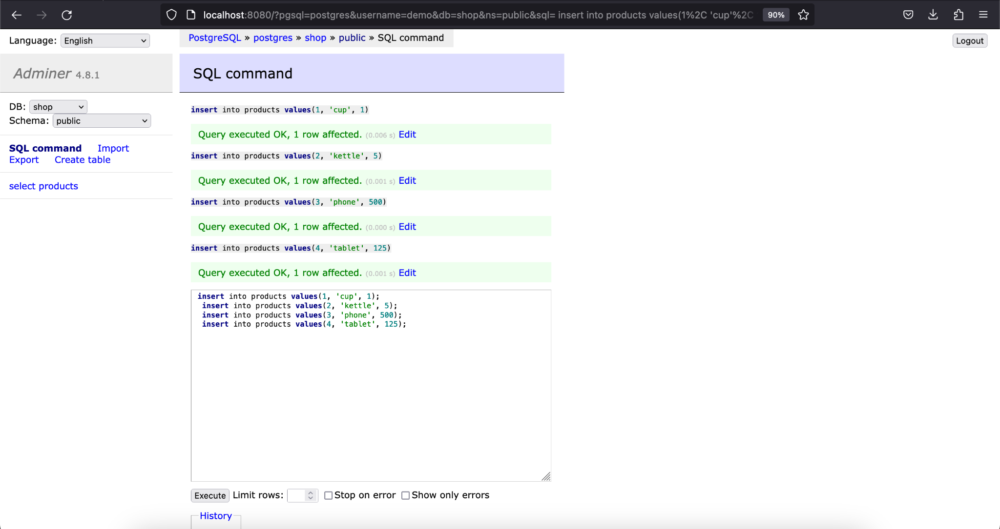 localhost:8080/?pgsql=postgres&username=demo&db=shop&ns=public&sql= insert into products values(1%2C 'cup'%2C
90%
Language: English
PostgreSQL » postgres » shop » public » SQL command
Logout
Adminer 4.8.1
SQL command
DB: shop
Schema: public
SQL command Import
Export Create table
select products
insert into products values(1, 'cup', 1)
Query executed OK, 1 row affected. (0.006 s) Edit
insert into products values(2, 'kettle', 5)
Query executed OK, 1 row affected. (0.001 s) Edit
insert into products values(3, 'phone', 500)
Query executed OK, 1 row affected. (0.000 s) Edit
insert into products values(4, 'tablet', 125)
Query executed OK, 1 row affected. (0.001 s) Edit
insert into products values(1, 'cup', 1);
insert into products values(2, 'kettle', 5);
insert into products values(3, 'phone', 500);
insert into products values(4, 'tablet', 125);
Execute Limit rows: Stop on error Show only errors
History